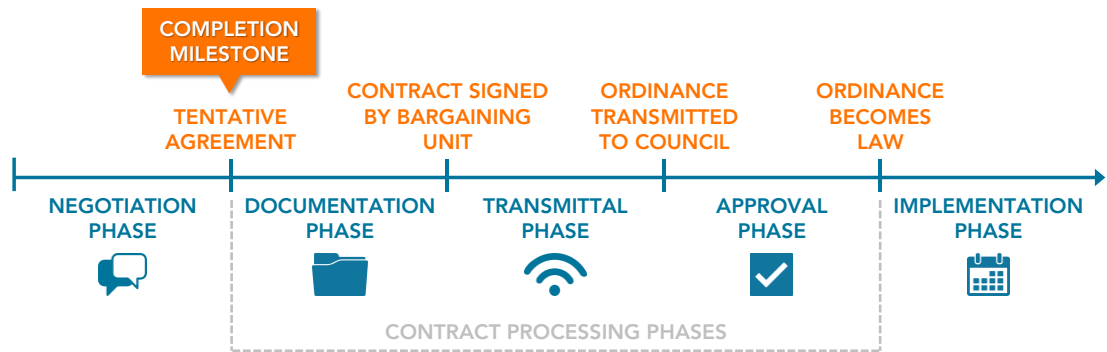 COMPLETION
MILESTONE
TENTATIVE
AGREEMENT
CONTRACT SIGNED
BY BARGAINING
UNIT
ORDINANCE
TRANSMITTED
TO COUNCIL
ORDINANCE
BECOMES
LAW
NEGOTIATION
PHASE
DOCUMENTATION
PHASE
TRANSMITTAL
PHASE
APPROVAL
PHASE
IMPLEMENTATION
PHASE
CONTRACT PROCESSING PHASES